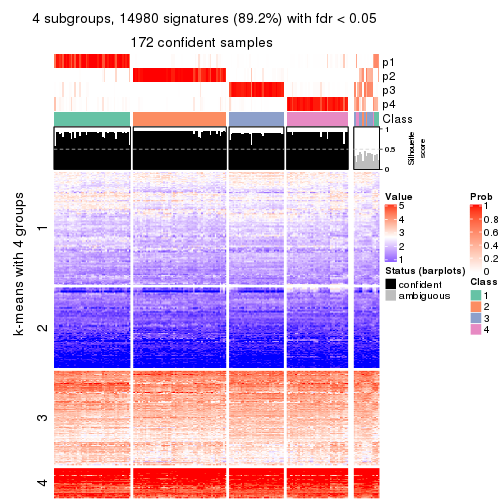 4 subgroups, 14980 signatures (89.2%) with fdr < 0.05
172 confident samples
p1
p2
p3
p4
Class
1
0.5
0
Silhouette
score
k-means with 4 groups
1
2
3
4
Value
5
4
3
2
1
Status (barplots)
confident
ambiguous
Prob
1
0.8
0.6
0.4
0.2
0
Class
1
2
3
4